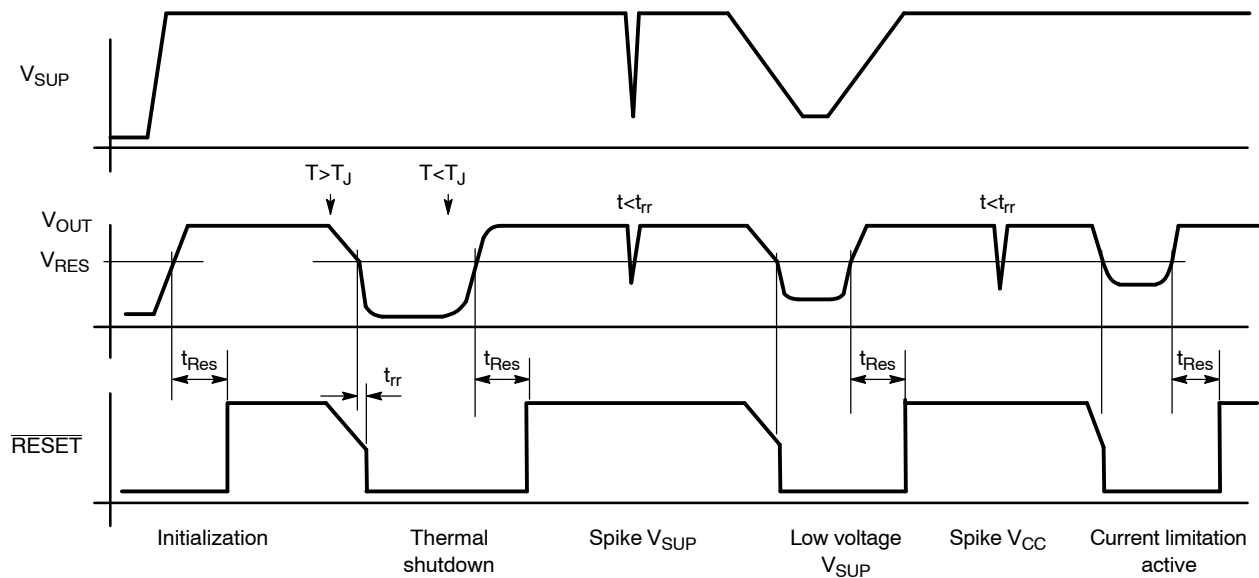 V_SUP
T>T_J
T<T_J
V_OUT
t<t_rr
t<t_rr
V_RES
t_Res
t_rr
t_Res
t_Res
t_Res
RESET
Initialization
Thermal
shutdown
Spike V_SUP
Low voltage
V_SUP
Spike V_CC
Current limitation
active